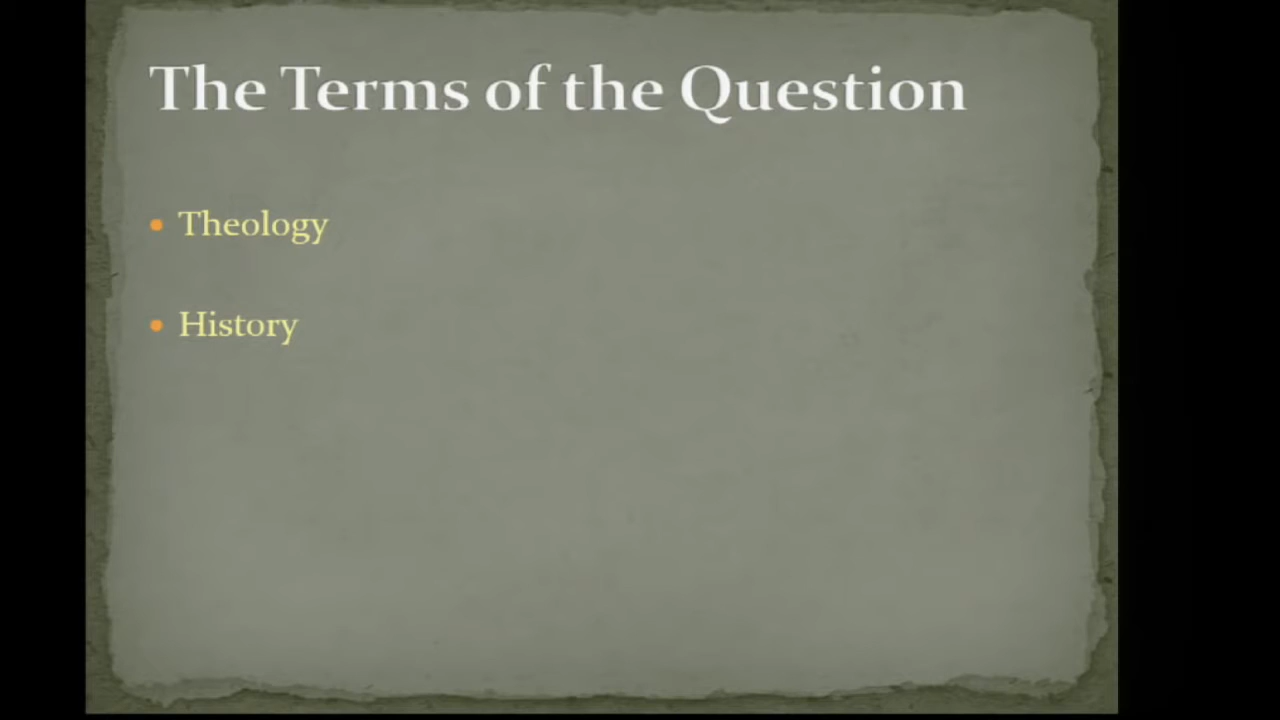 The Terms of the Question
• Theology
• History